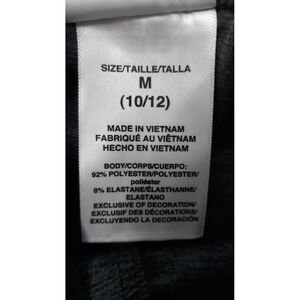 SIZE/TAILLE/TALLA
M
(10/12)
MADE IN VIETNAM
FABRIQUÉ AU VIÊTNAM
HECHO EN VIETNAM
BODY/CORPS/CUERPO:
92% POLYESTER/POLYESTER/
poliéster
8% ELASTANE/ÉLASTHANNE/
ELASTANO
EXCLUSIVE OF DECORATION/
EXCLUSIF DES DÉCORATIONS/
EXCLUYENDO LA DECORACIÓN